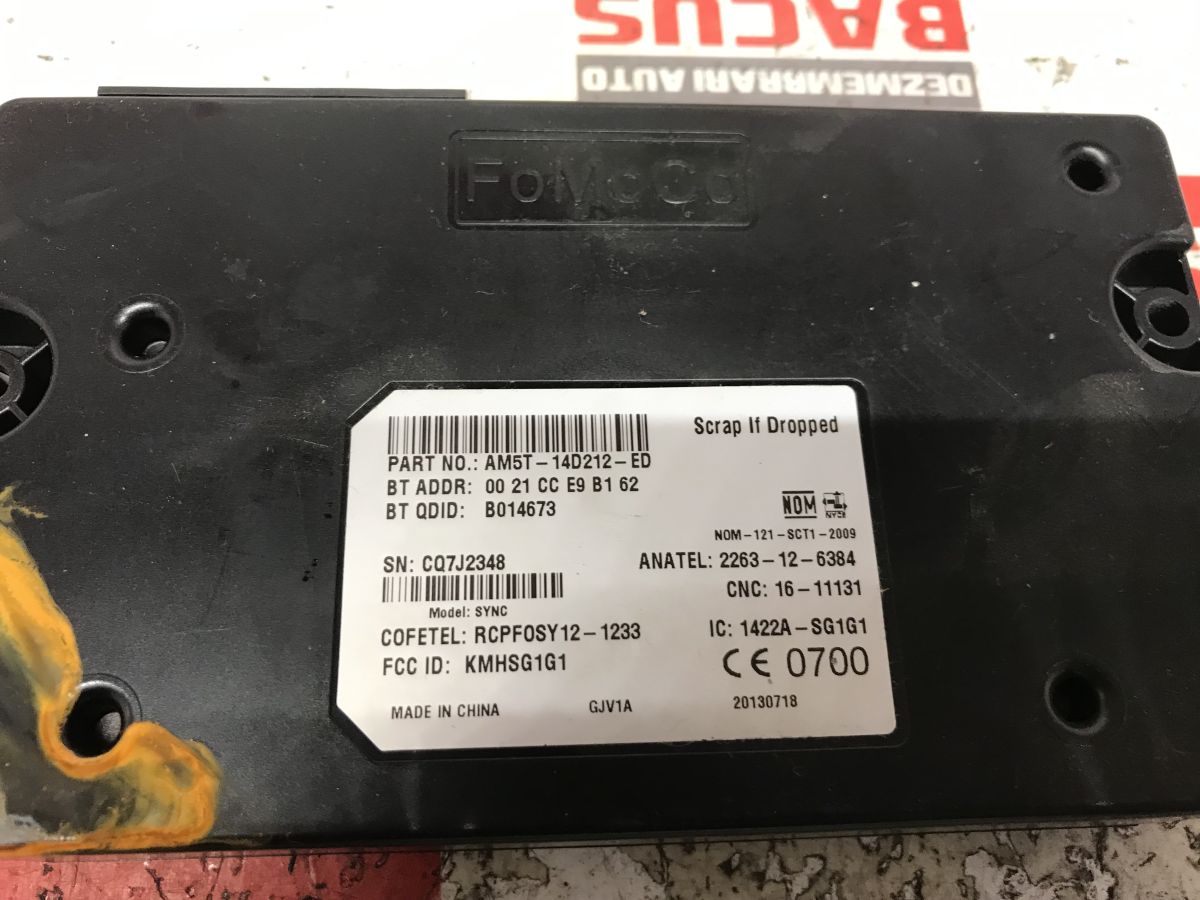 BACUS
DEZMEMBRARI AUTO
FoMoCo
Scrap If Dropped
PART NO.: AM5T-14D212-ED
BT ADDR: 00 21 CC E9 B1 62
BT QDID: B014673
NOM
NYCE
NOM-121-SCT1-2009
SN: CQ7J2348
ANATEL: 2263-12-6384
CNC: 16-11131
Model: SYNC
COFETEL: RCPFOSY12-1233
IC: 1422A-SG1G1
FCC ID: KMHSG1G1
CE 0700
MADE IN CHINA
GJV1A
20130718